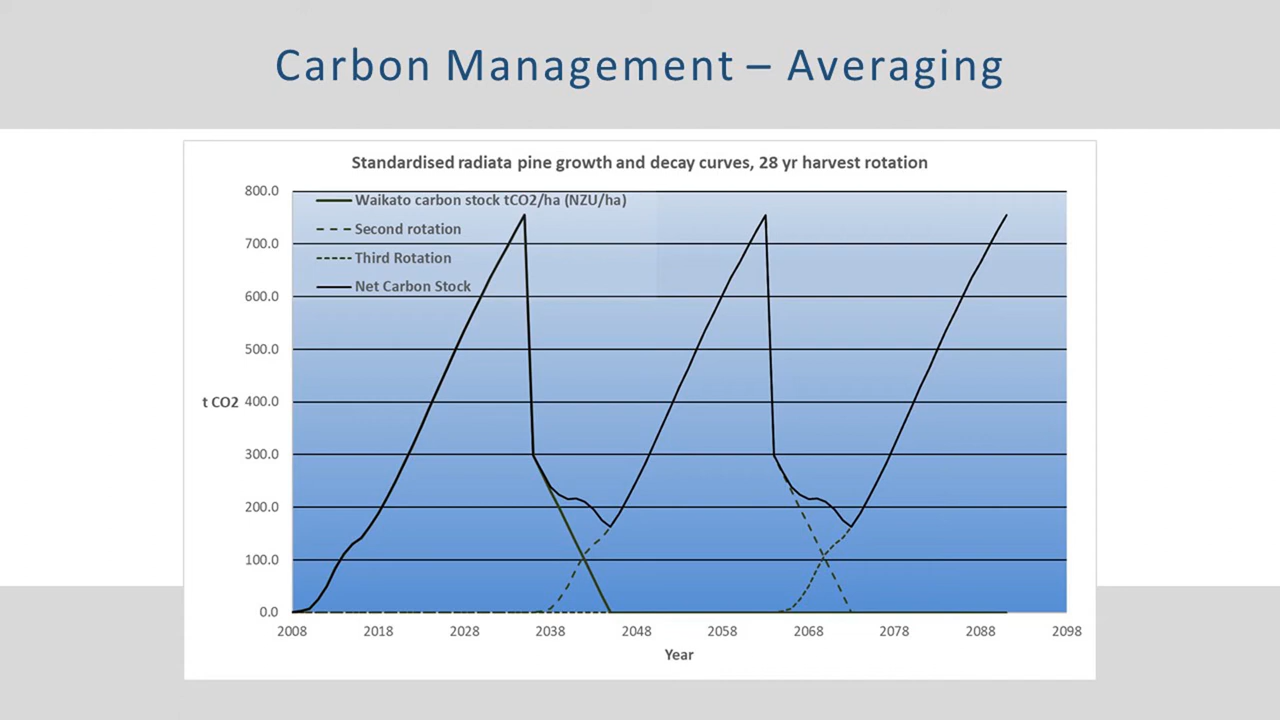 Carbon Management – Averaging
Standardised radiata pine growth and decay curves, 28 yr harvest rotation
800.0
700.0
600.0
500.0
400.0
300.0
200.0
100.0
0.0
t CO2
Waikato carbon stock tCO2/ha (NZU/ha)
Second rotation
Third Rotation
Net Carbon Stock
2008 2018 2028 2038 2048 2058 2068 2078 2088 2098
Year